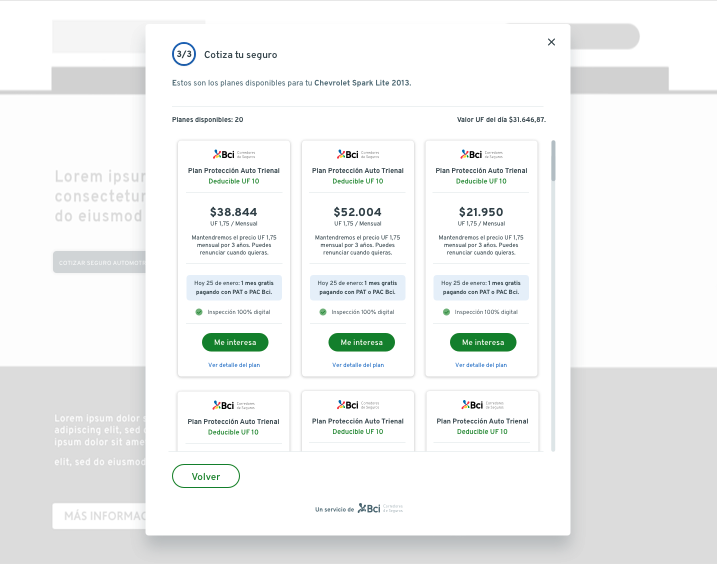 3/3 Cotiza tu seguro
Estos son los planes disponibles para tu Chevrolet Spark Lite 2013.
Planes disponibles: 20
Valor UF del día $31.646,87.
Bci Corredores de Seguros
Plan Protección Auto Trienal
Deducible UF 10
$38.844
UF 1,75 / Mensual
Mantendremos el precio UF 1,75
mensual por 3 años. Puedes
renunciar cuando quieras.
Hoy 25 de enero: 1 mes gratis
pagando con PAT o PAC Bci.
Inspección 100% digital
Me interesa
Ver detalle del plan
Bci Corredores de Seguros
Plan Protección Auto Trienal
Deducible UF 10
$52.004
UF 1,75 / Mensual
Mantendremos el precio UF 1,75
mensual por 3 años. Puedes
renunciar cuando quieras.
Hoy 25 de enero: 1 mes gratis
pagando con PAT o PAC Bci.
Inspección 100% digital
Me interesa
Ver detalle del plan
Bci Corredores de Seguros
Plan Protección Auto Trienal
Deducible UF 10
$21.950
UF 1,75 / Mensual
Mantendremos el precio UF 1,75
mensual por 3 años. Puedes
renunciar cuando quieras.
Hoy 25 de enero: 1 mes gratis
pagando con PAT o PAC Bci.
Inspección 100% digital
Me interesa
Ver detalle del plan
Bci Corredores de Seguros
Plan Protección Auto Trienal
Deducible UF 10
Bci Corredores de Seguros
Plan Protección Auto Trienal
Deducible UF 10
Bci Corredores de Seguros
Plan Protección Auto Trienal
Deducible UF 10
Volver
Un servicio de Bci Corredores de Seguros
Lorem ipsum
consectetur
do eiusmod
COTIZAR SEGURO AUTOMOTR
Lorem ipsum dolor s
adipiscing elit, sed d
ipsum dolor sit ame
elit, sed do eiusmod
MÁS INFORMAC